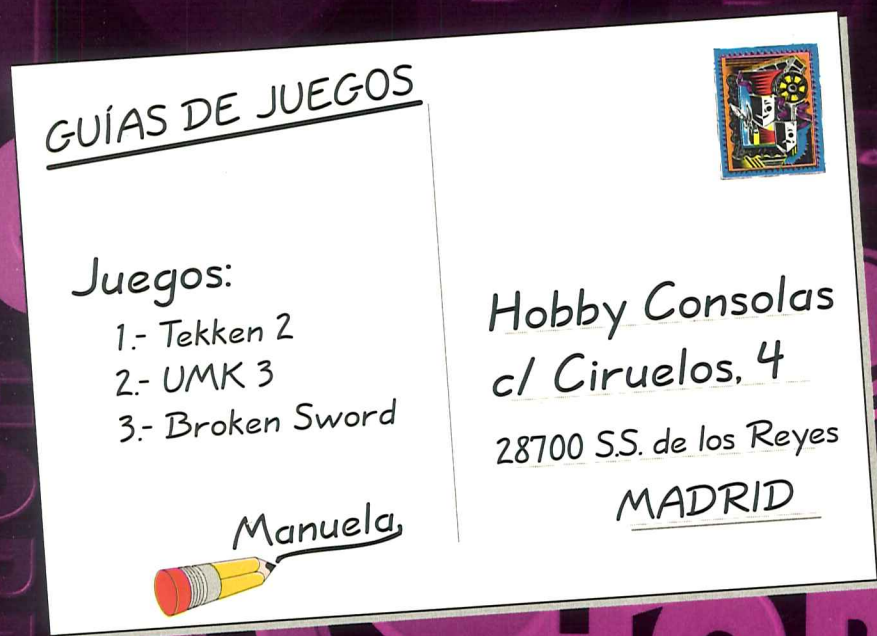 GUÍAS DE JUEGOS
Juegos:
1.- Tekken 2
2.- UMK 3
3.- Broken Sword
Manuela
Hobby Consolas
c/ Ciruelos, 4
28700 S.S. de los Reyes
MADRID